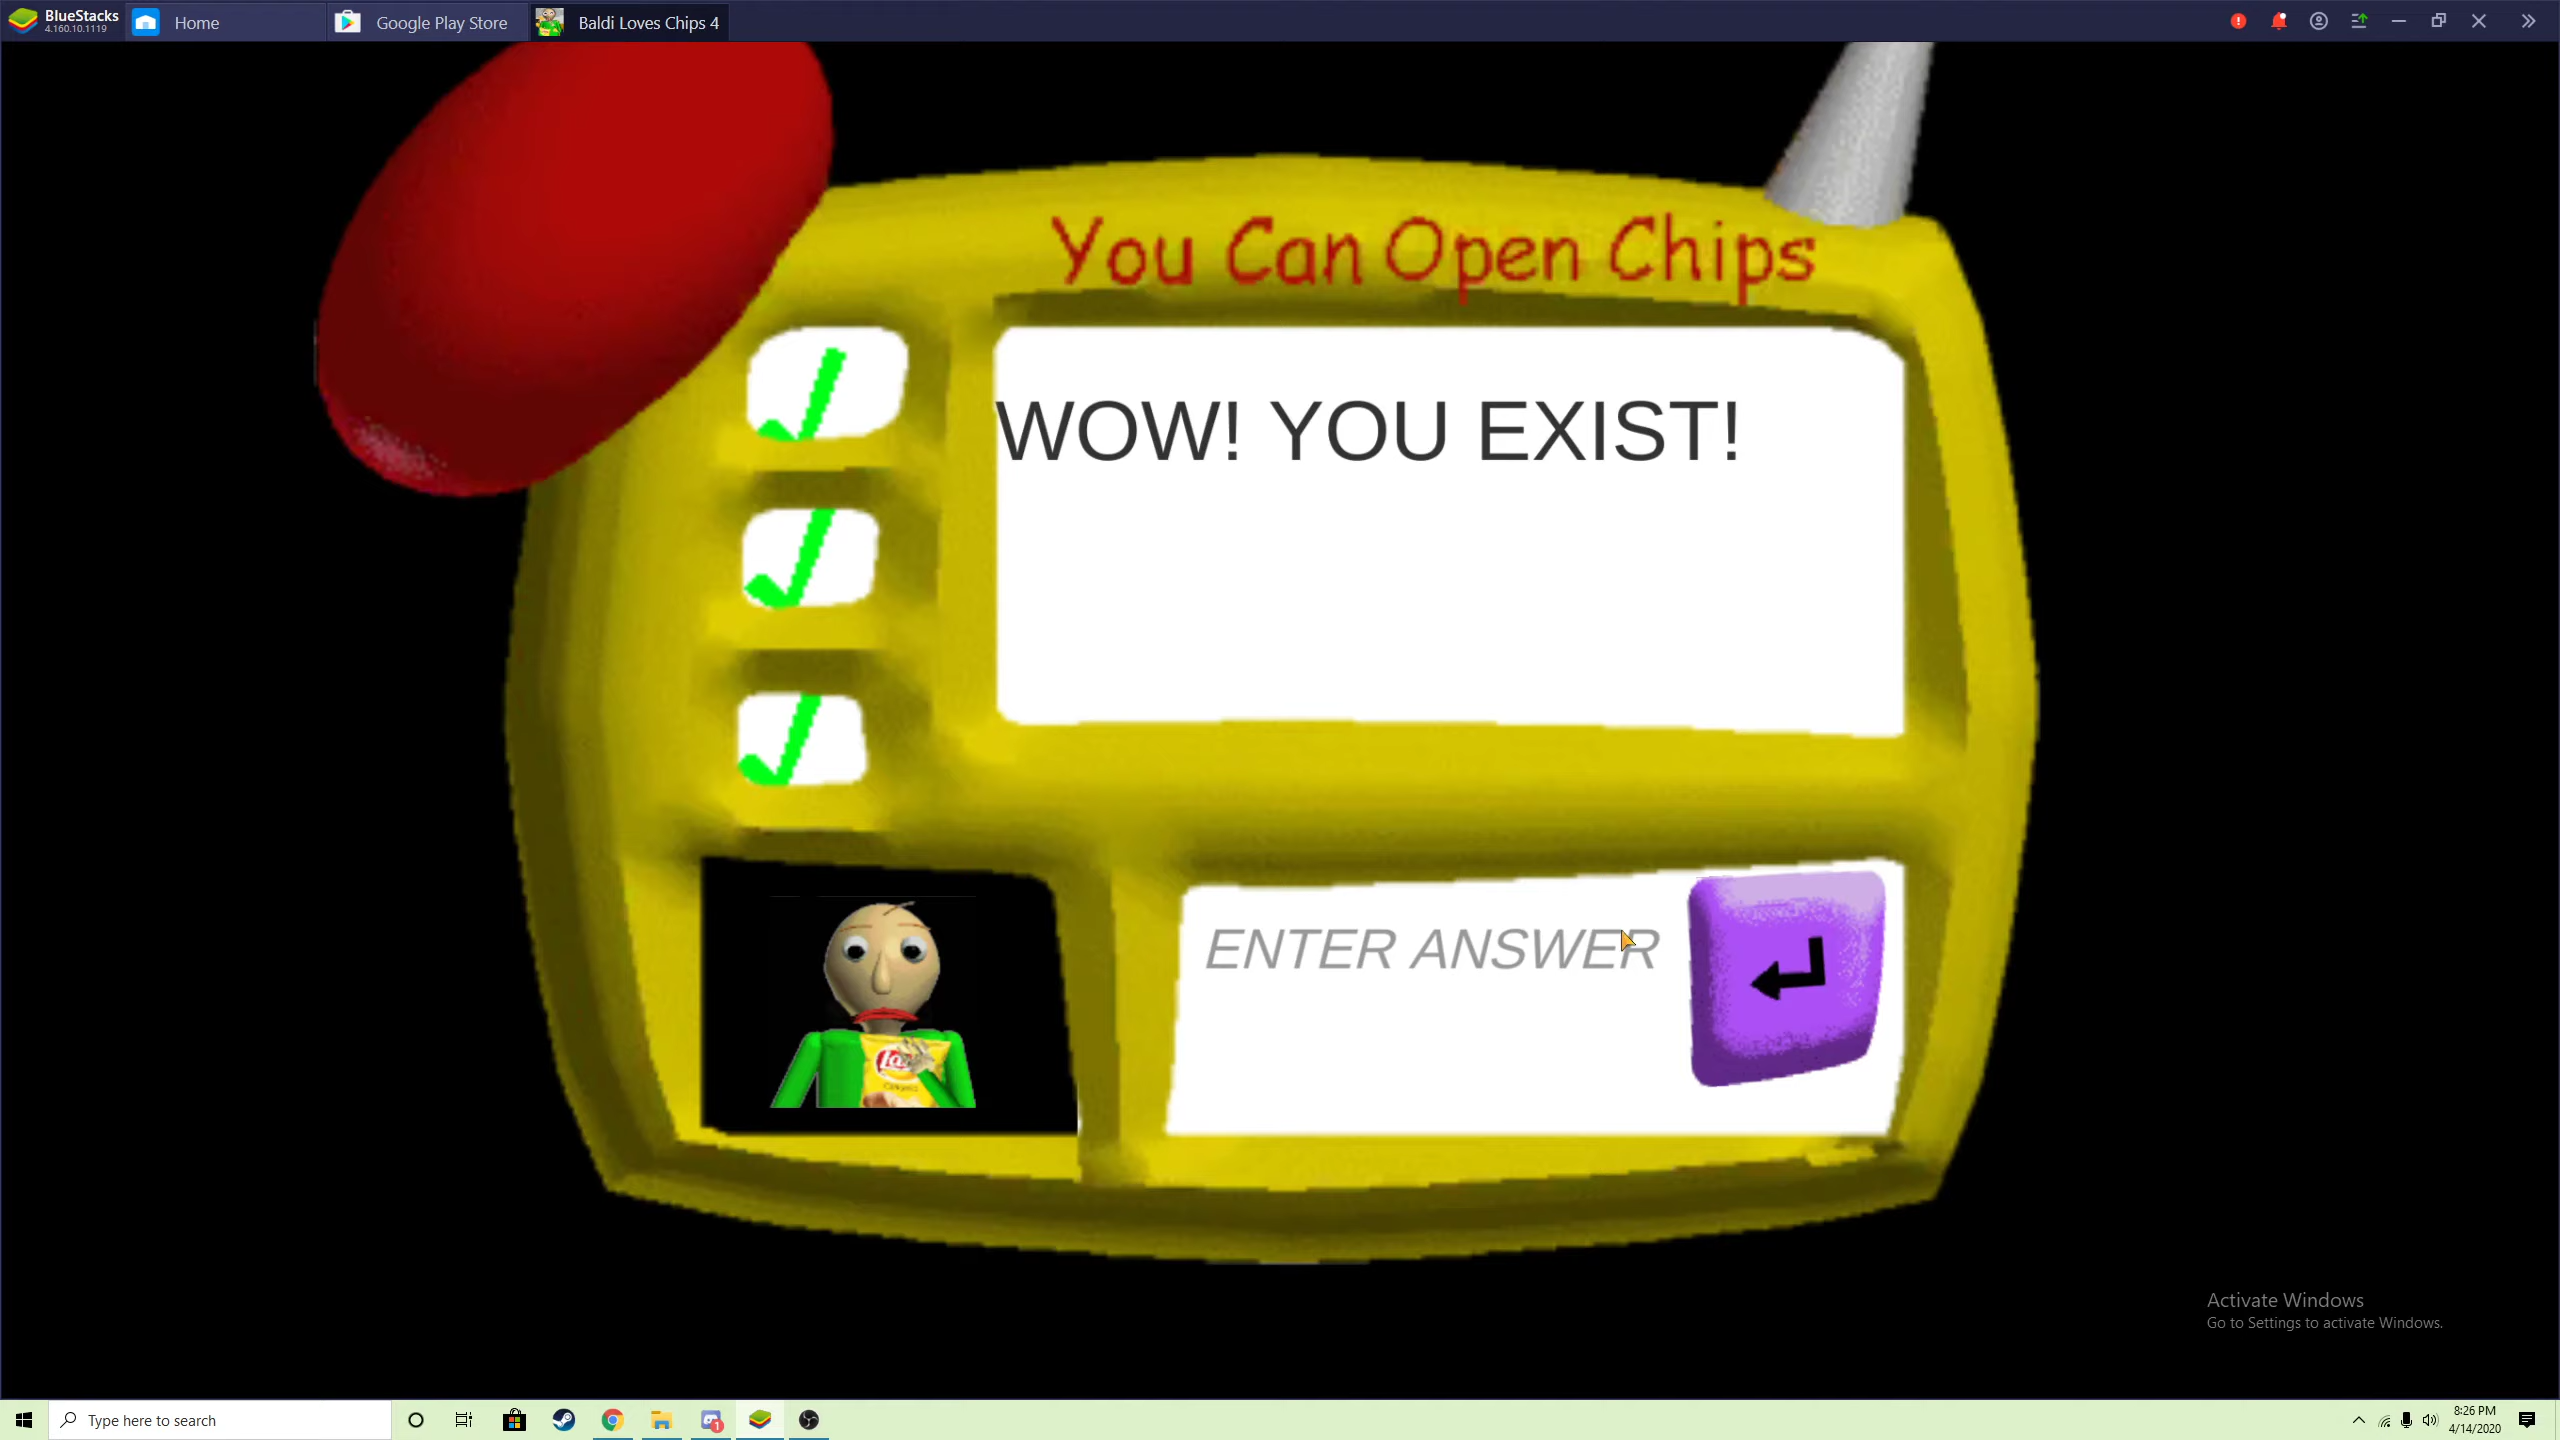 BlueStacks
4.160.10.1119
Home
Google Play Store
Baldi Loves Chips 4
You Can Open Chips
WOW! YOU EXIST!
ENTER ANSWER
Lay's
Activate Windows
Go to Settings to activate Windows.
Type here to search
1
8:26 PM
4/14/2020